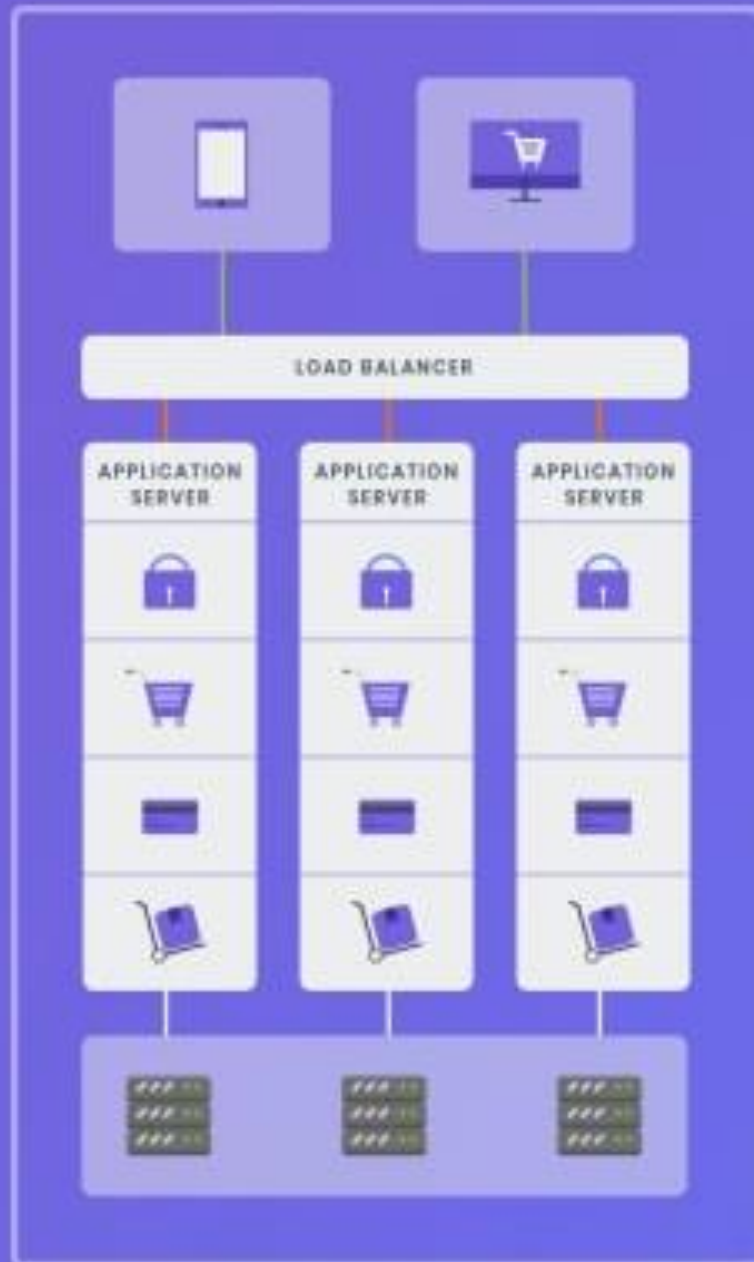 LOAD BALANCER
APPLICATION
SERVER
APPLICATION
SERVER
APPLICATION
SERVER